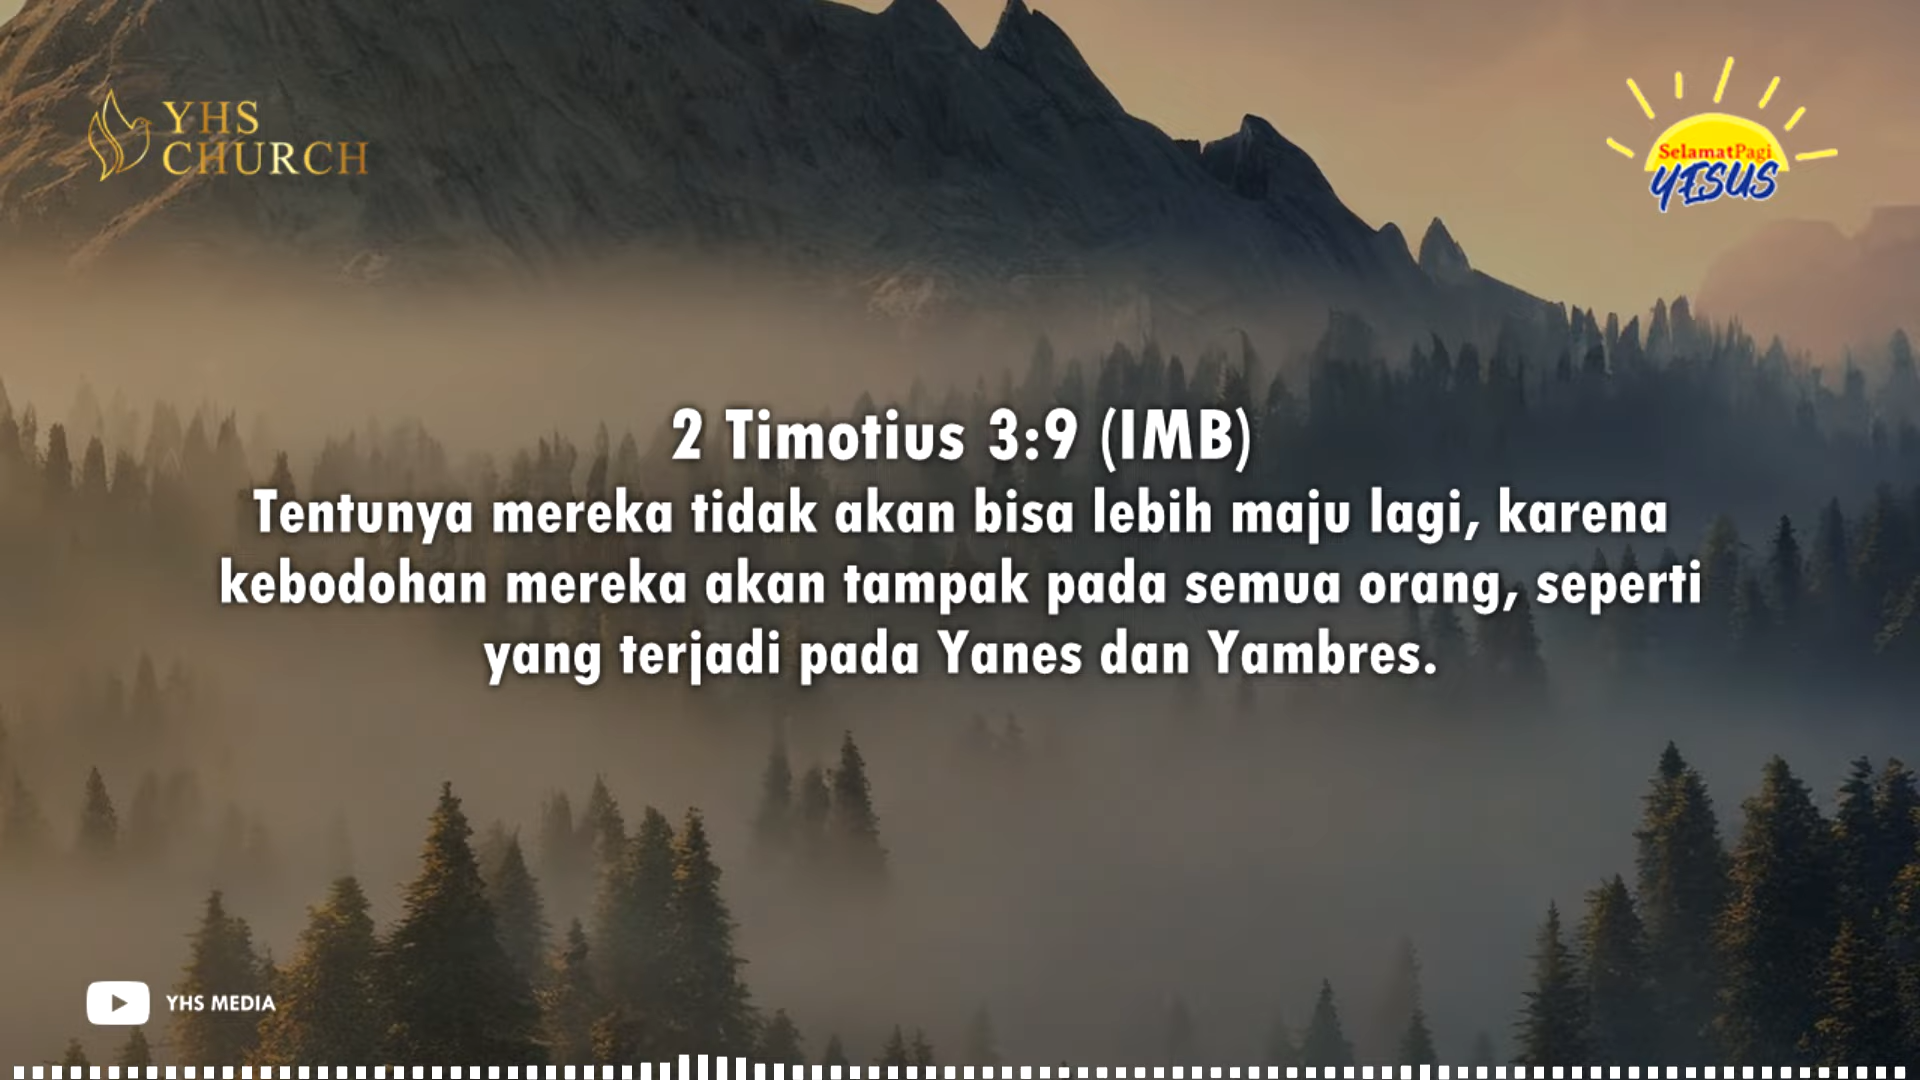 YHS
CHURCH
SelamatPagi
YESUS
2 Timotius 3:9 (IMB)
Tentunya mereka tidak akan bisa lebih maju lagi, karena
kebodohan mereka akan tampak pada semua orang, seperti
yang terjadi pada Yanes dan Yambres.
YHS MEDIA